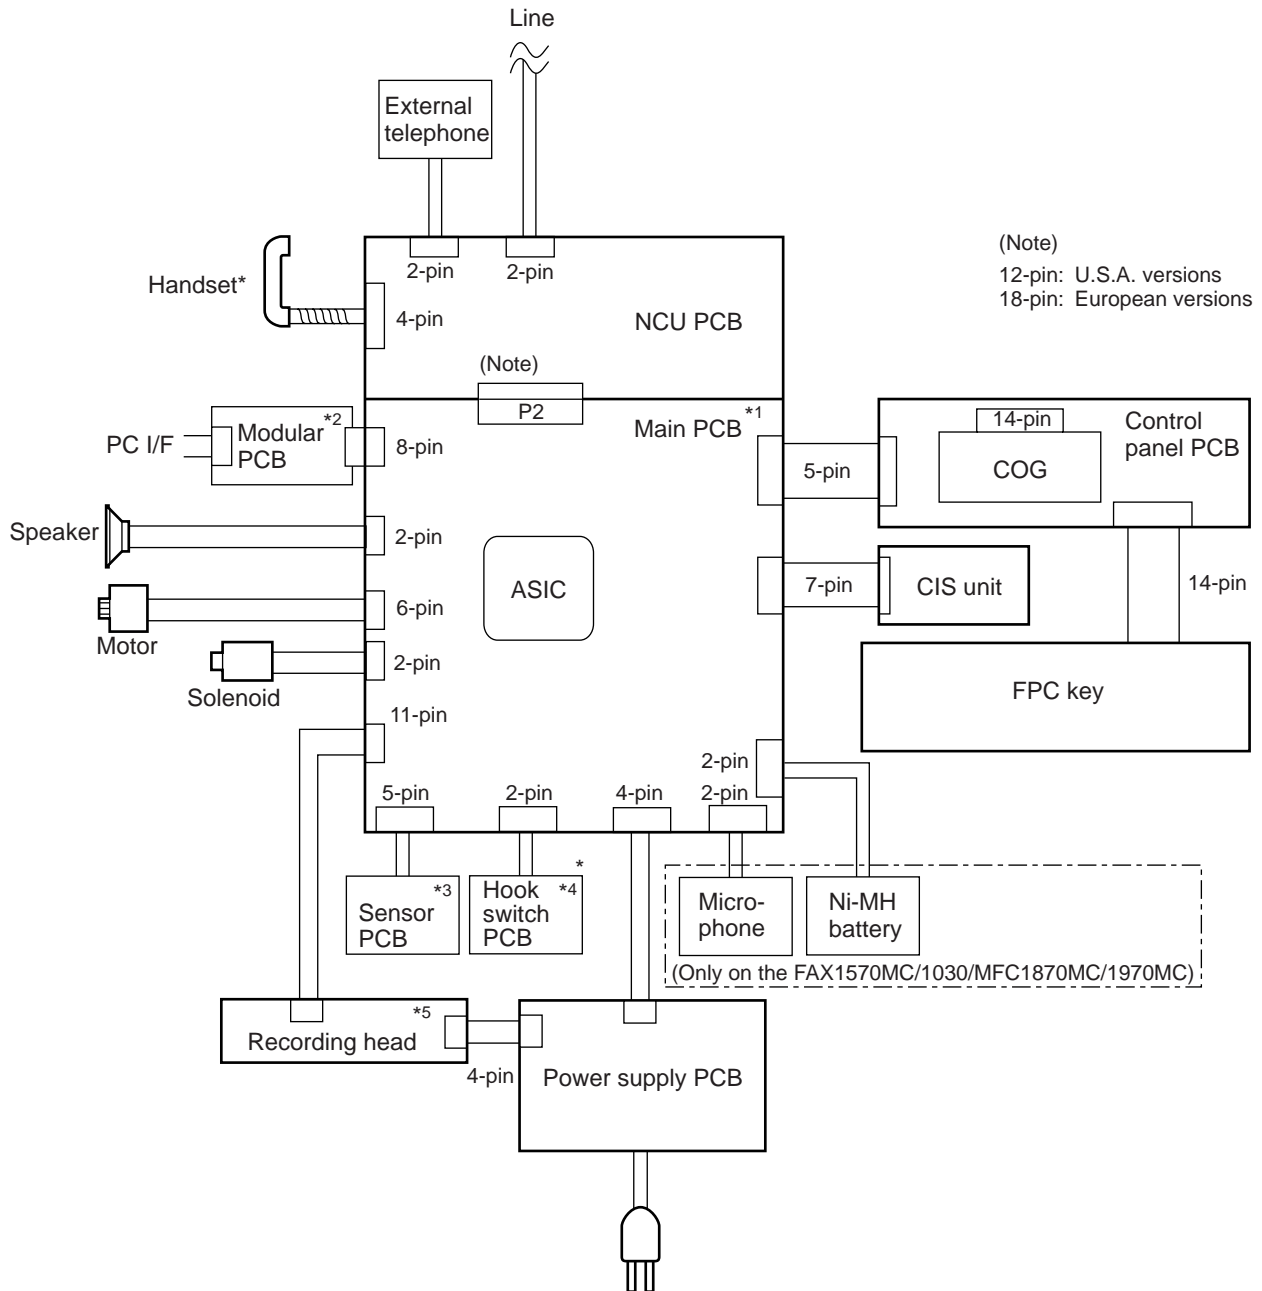 Line
External
telephone
2-pin
2-pin
(Note)
12-pin: U.S.A. versions
18-pin: European versions
Handset*
4-pin
NCU PCB
(Note)
P2
Main PCB
*1
PC I/F
Modular
PCB
*2
8-pin
5-pin
14-pin
COG
Control
panel PCB
Speaker
2-pin
ASIC
7-pin
CIS unit
14-pin
Motor
6-pin
Solenoid
2-pin
FPC key
11-pin
2-pin
5-pin
2-pin
4-pin
2-pin
*3
Sensor
PCB
*
*4
Hook
switch
PCB
Micro-
phone
Ni-MH
battery
(Only on the FAX1570MC/1030/MFC1870MC/1970MC)
*5
Recording head
4-pin
Power supply PCB